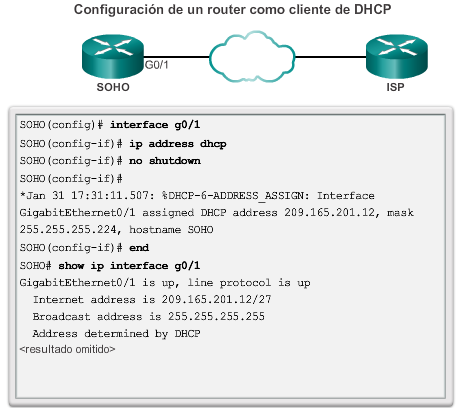 Configuración de un router como cliente de DHCP
G0/1
SOHO
ISP
SOHO(config)# interface g0/1
SOHO(config-if)# ip address dhcp
SOHO(config-if)# no shutdown
SOHO(config-if)#
*Jan 31 17:31:11.507: %DHCP-6-ADDRESS_ASSIGN: Interface
GigabitEthernet0/1 assigned DHCP address 209.165.201.12, mask
255.255.255.224, hostname SOHO
SOHO(config-if)# end
SOHO# show ip interface g0/1
GigabitEthernet0/1 is up, line protocol is up
Internet address is 209.165.201.12/27
Broadcast address is 255.255.255.255
Address determined by DHCP
<resultado omitido>